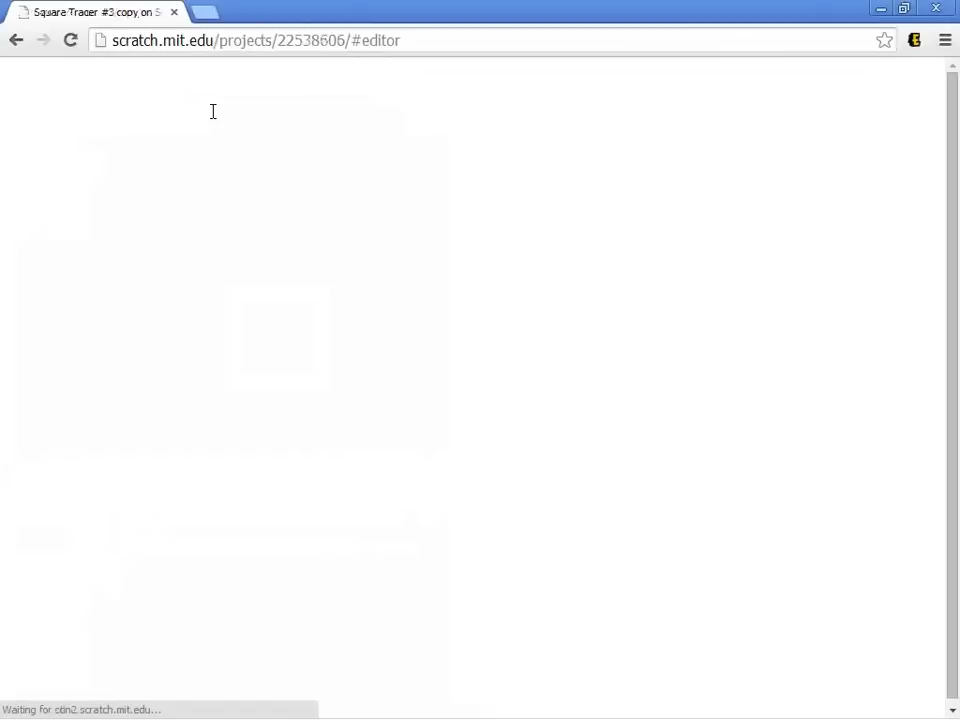 Square Tracer #3 copy on S
scratch.mit.edu/projects/22538606/#editor
Waiting for cdn2.scratch.mit.edu...